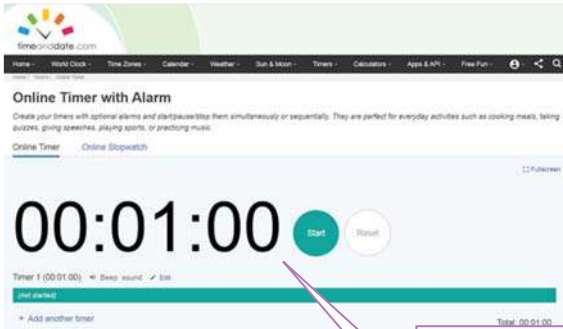 timeanddate.com
Home World Clock Time Zones Calendar Weather Sun & Moon Timers Calculators Apps & API Free Fun
Home / Timers / Online Timer
Online Timer with Alarm
Create your timers with optional alarms and start/pause/stop them simultaneously or sequentially. They are perfect for everyday activities such as cooking meals, taking
quizzes, giving speeches, playing sports, or practicing music.
Online Timer Online Stopwatch
Fullscreen
00:01:00 Start Reset
Timer 1 (00:01:00) Beep sound Edit
(Not started)
+ Add another timer Total: 00:01:00